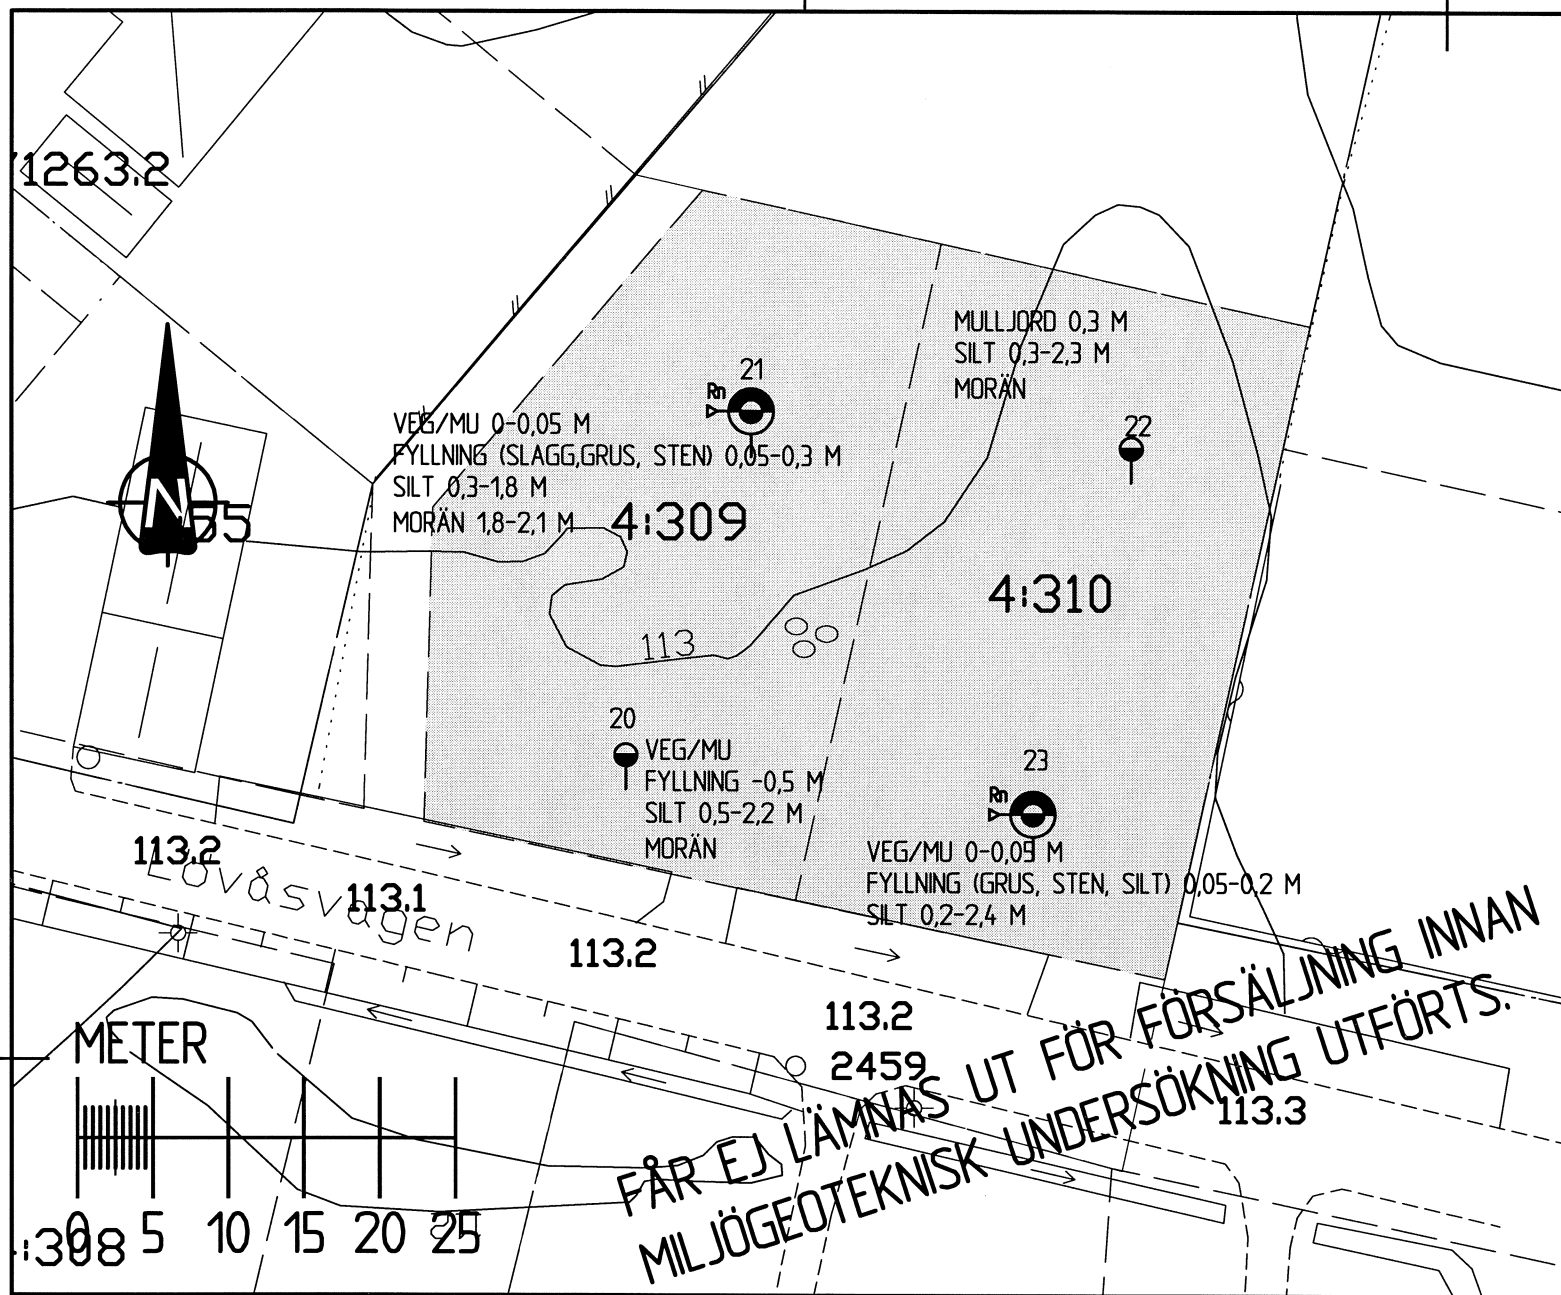 71263.2
MULLJORD 0,3 M
SILT 0,3-2,3 M
MORÄN
21
Rn
22
VEG/MU 0-0,05 M
FYLLNING (SLAGG,GRUS, STEN) 0,05-0,3 M
SILT 0,3-1,8 M
MORÄN 1,8-2,1 M
4:309
N
55
4:310
113
20
VEG/MU
FYLLNING -0,5 M
SILT 0,5-2,2 M
MORÄN
23
Rn
VEG/MU 0-0,05 M
FYLLNING (GRUS, STEN, SILT) 0,05-0.2 M
SILT 0,2-2,4 M
113.2
Lövåsvägen
113.1
113.2
113.2
2459
113.3
FÅR EJ LÄMNAS UT FÖR FÖRSÄLJNING INNAN
MILJÖGEOTEKNISK UNDERSÖKNING UTFÖRTS.
METER
0 5 10 15 20 25
:308